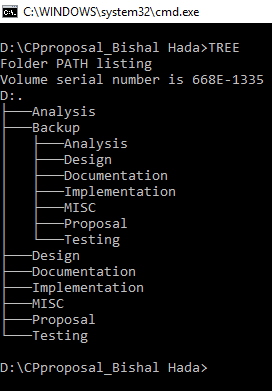 C:\WINDOWS\system32\cmd.exe
D:\CPproposal_Bishal Hada>TREE
Folder PATH listing
Volume serial number is 668E-1335
D:.
├───Analysis
├───Backup
│   ├───Analysis
│   ├───Design
│   ├───Documentation
│   ├───Implementation
│   ├───MISC
│   ├───Proposal
│   └───Testing
├───Design
├───Documentation
├───Implementation
├───MISC
├───Proposal
└───Testing
D:\CPproposal_Bishal Hada>